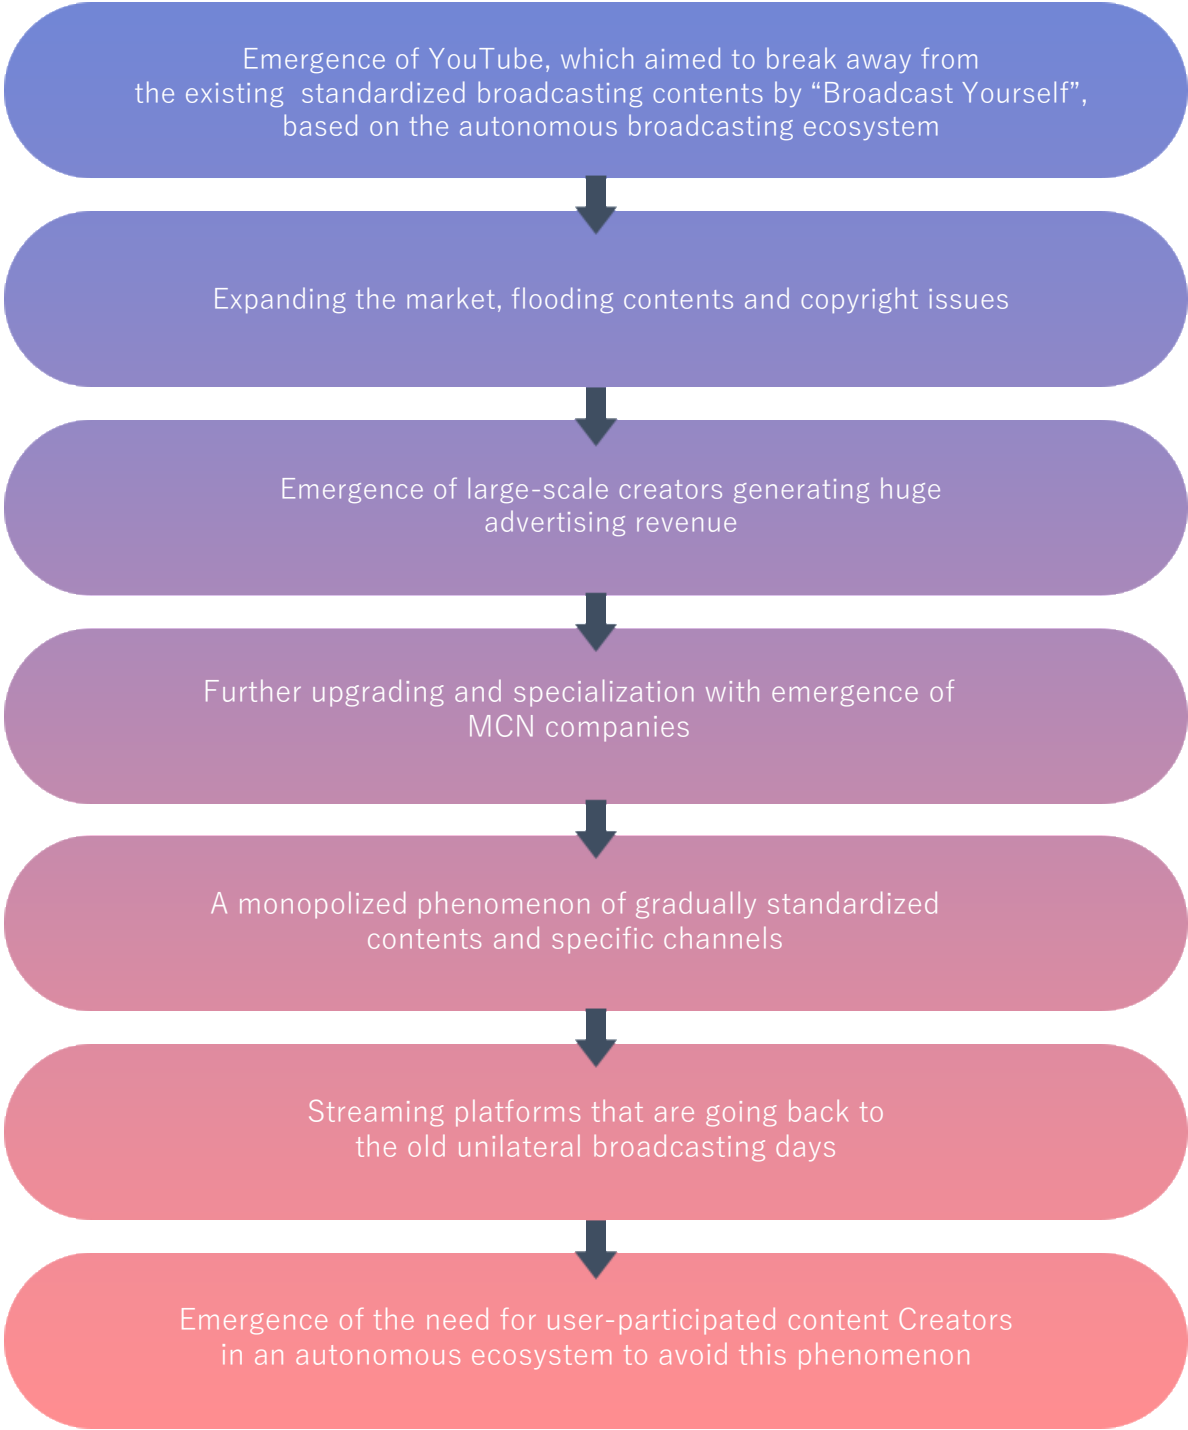 Emergence of YouTube, which aimed to break away from
the existing standardized broadcasting contents by “Broadcast Yourself”,
based on the autonomous broadcasting ecosystem
Expanding the market, flooding contents and copyright issues
Emergence of large-scale creators generating huge
advertising revenue
Further upgrading and specialization with emergence of
MCN companies
A monopolized phenomenon of gradually standardized
contents and specific channels
Streaming platforms that are going back to
the old unilateral broadcasting days
Emergence of the need for user-participated content Creators
in an autonomous ecosystem to avoid this phenomenon